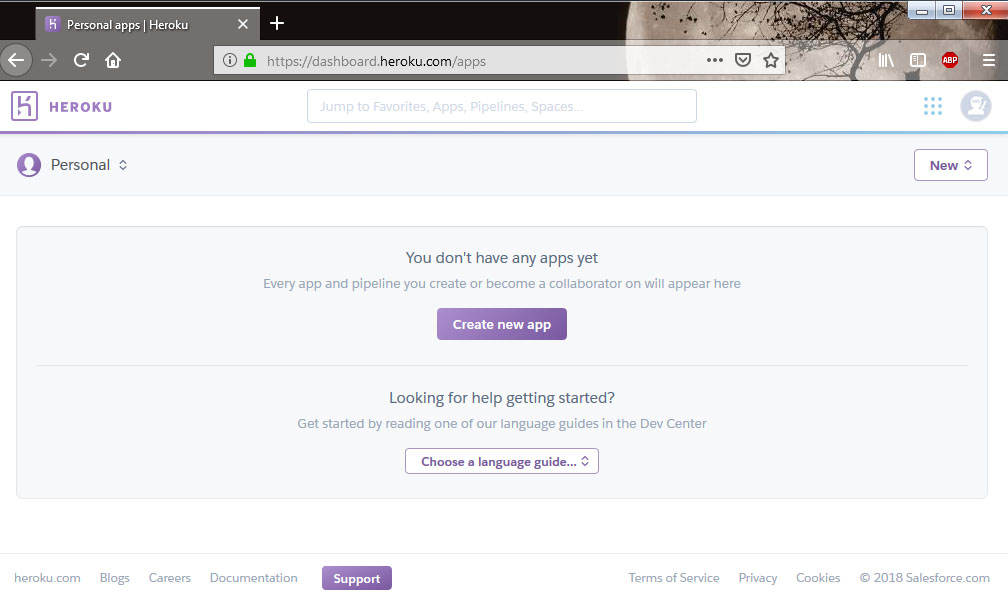 Personal apps | Heroku
https://dashboard.heroku.com/apps
ABP
HEROKU
Jump to Favorites, Apps, Pipelines, Spaces...
Personal
New
You don't have any apps yet
Every app and pipeline you create or become a collaborator on will appear here
Create new app
Looking for help getting started?
Get started by reading one of our language guides in the Dev Center
Choose a language guide...
heroku.com Blogs Careers Documentation Support Terms of Service Privacy Cookies © 2018 Salesforce.com